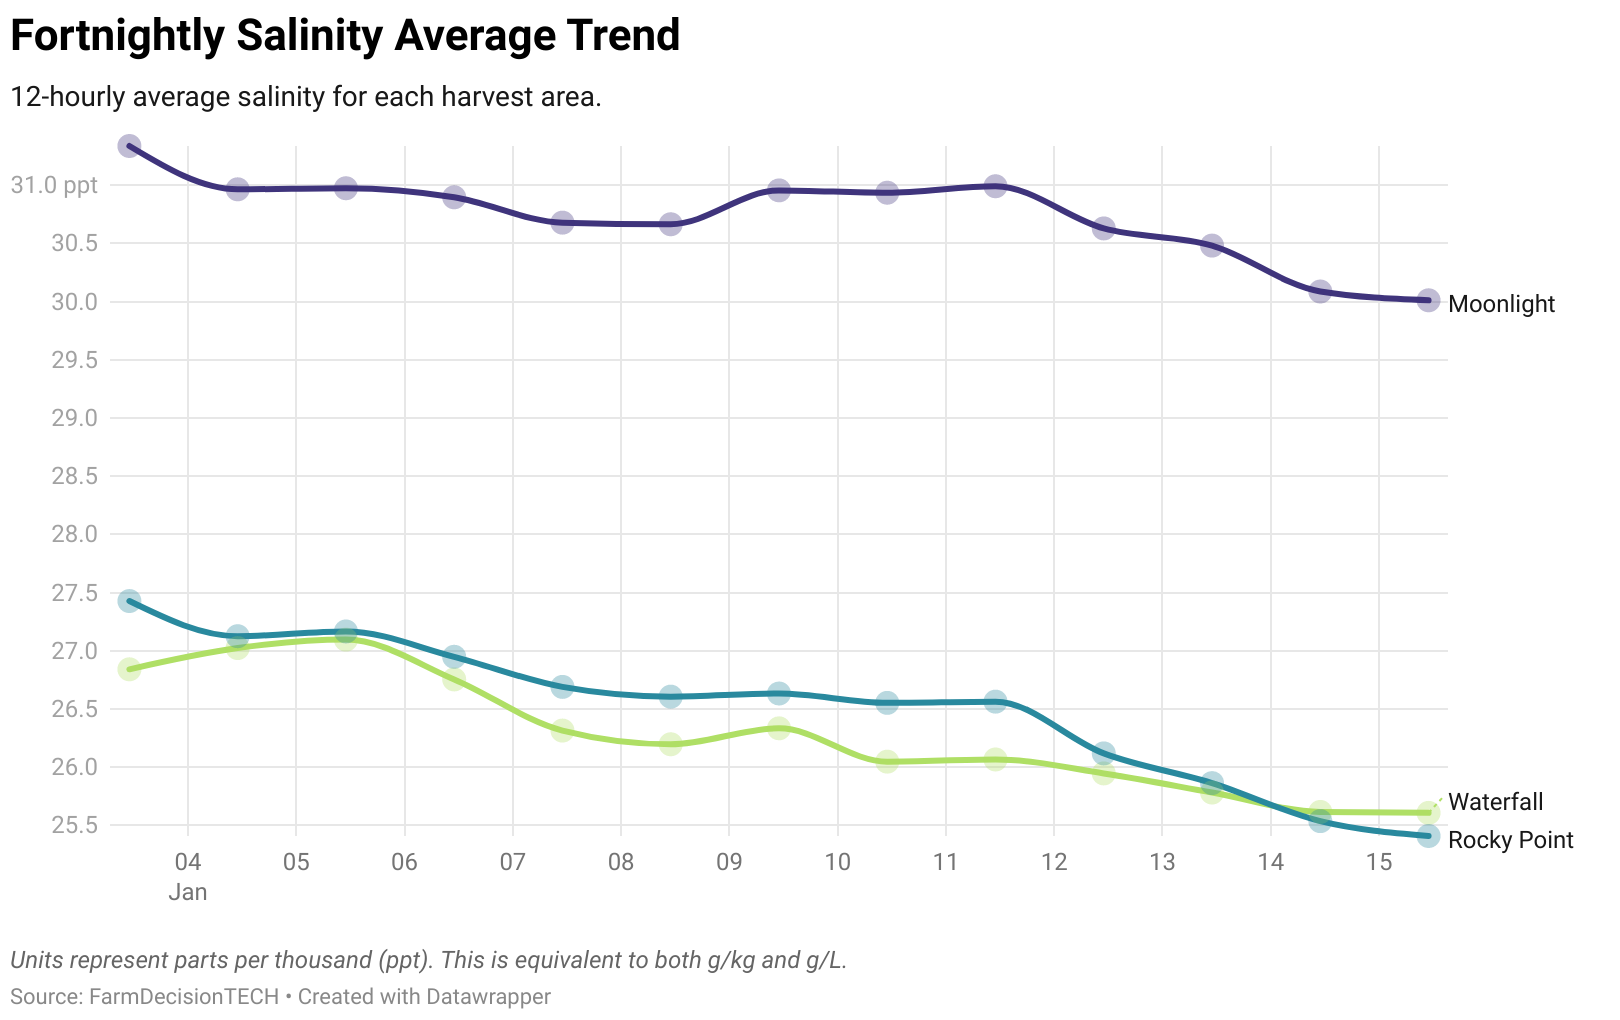 Fortnightly Salinity Average Trend
12-hourly average salinity for each harvest area.
31.0 ppt
30.5
30.0
Moonlight
29.5
29.0
28.5
28.0
27.5
27.0
26.5
26.0
Waterfall
25.5
Rocky Point
04 05 06 07 08 09 10 11 12 13 14 15
Jan
Units represent parts per thousand (ppt). This is equivalent to both g/kg and g/L.
Source: FarmDecisionTECH • Created with Datawrapper